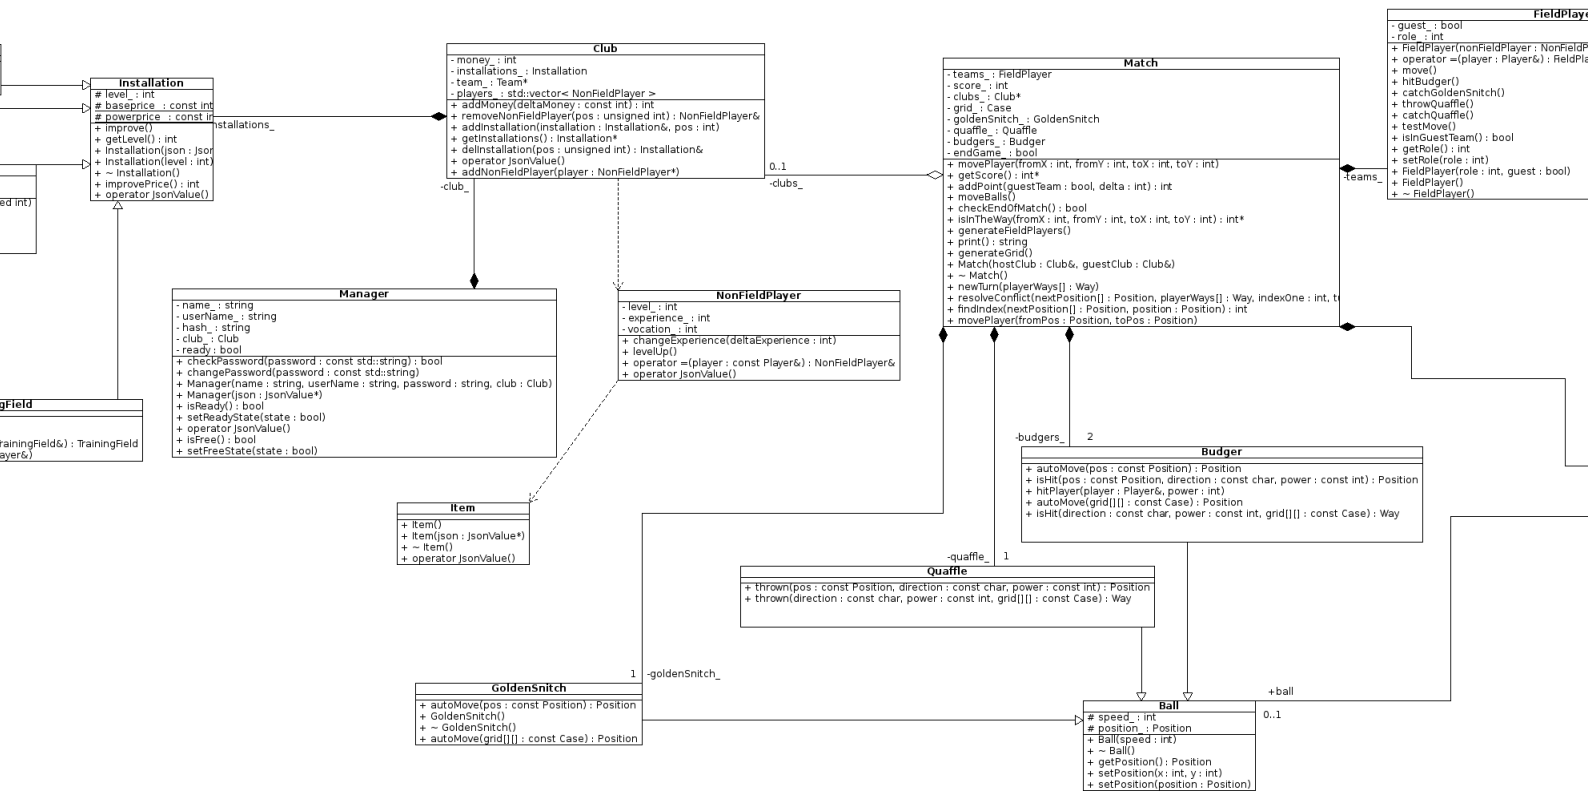 Installation
# level_ : int
# baseprice_ : const int
# powerprice_ : const in
+ improve()
+ getLevel() : int
+ Installation(json : Jsor
+ Installation(level : int)
+ ~ Installation()
+ improvePrice() : int
+ operator JsonValue()
nstallations_
ed int)
gField
rainingField&) : TrainingField
ayer&)
Club
- money_ : int
- installations_ : Installation
- team_ : Team*
- players_ : std::vector< NonFieldPlayer >
+ addMoney(deltaMoney : const int) : int
+ removeNonFieldPlayer(pos : unsigned int) : NonFieldPlayer&
+ addInstallation(installation : Installation&, pos : int)
+ getInstallations() : Installation*
+ delInstallation(pos : unsigned int) : Installation&
+ operator JsonValue()
+ addNonFieldPlayer(player : NonFieldPlayer*)
-club_
0..1
-clubs_
Manager
- name_ : string
- userName_ : string
- hash_ : string
- club_ : Club
- ready : bool
+ checkPassword(password : const std::string) : bool
+ changePassword(password : const std::string)
+ Manager(name : string, userName : string, password : string, club : Club)
+ Manager(json : JsonValue*)
+ isReady() : bool
+ setReadyState(state : bool)
+ operator JsonValue()
+ isFree() : bool
+ setFreeState(state : bool)
NonFieldPlayer
- level_ : int
- experience_ : int
- vocation_ : int
+ changeExperience(deltaExperience : int)
+ levelUp()
+ operator =(player : const Player&) : NonFieldPlayer&
+ operator JsonValue()
Item
+ Item()
+ Item(json : JsonValue*)
+ ~ Item()
+ operator JsonValue()
Match
- teams_ : FieldPlayer
- score_ : int
- clubs_ : Club*
- grid_ : Case
- goldenSnitch_ : GoldenSnitch
- quaffle_ : Quaffle
- budgers_ : Budger
- endGame_ : bool
+ movePlayer(fromX : int, fromY : int, toX : int, toY : int)
+ getScore() : int*
+ addPoint(guestTeam : bool, delta : int) : int
+ moveBalls()
+ checkEndOfMatch() : bool
+ isInTheWay(fromX : int, fromY : int, toX : int, toY : int) : int*
+ generateFieldPlayers()
+ print() : string
+ generateGrid()
+ Match(hostClub : Club&, guestClub : Club&)
+ ~ Match()
+ newTurn(playerWays[] : Way)
+ resolveConflict(nextPosition[] : Position, playerWays[] : Way, indexOne : int, t
+ findIndex(nextPosition[] : Position, position : Position) : int
+ movePlayer(fromPos : Position, toPos : Position)
-teams_
FieldPlaye
- guest_ : bool
- role_ : int
+ FieldPlayer(nonFieldPlayer : NonFieldP
+ operator =(player : Player&) : FieldPla
+ move()
+ hitBudger()
+ catchGoldenSnitch()
+ throwQuaffle()
+ catchQuaffle()
+ testMove()
+ isInGuestTeam() : bool
+ getRole() : int
+ setRole(role : int)
+ FieldPlayer(role : int, guest : bool)
+ FieldPlayer()
+ ~ FieldPlayer()
-budgers_ 2
Budger
+ autoMove(pos : const Position) : Position
+ isHit(pos : const Position, direction : const char, power : const int) : Position
+ hitPlayer(player : Player&, power : int)
+ autoMove(grid[][] : const Case) : Position
+ isHit(direction : const char, power : const int, grid[][] : const Case) : Way
-quaffle_ 1
Quaffle
+ thrown(pos : const Position, direction : const char, power : const int) : Position
+ thrown(direction : const char, power : const int, grid[][] : const Case) : Way
1 -goldenSnitch_
GoldenSnitch
+ autoMove(pos : const Position) : Position
+ GoldenSnitch()
+ ~ GoldenSnitch()
+ autoMove(grid[][] : const Case) : Position
+ball
0..1
Ball
# speed_ : int
# position_ : Position
+ Ball(speed : int)
+ ~ Ball()
+ getPosition() : Position
+ setPosition(x : int, y : int)
+ setPosition(position : Position)